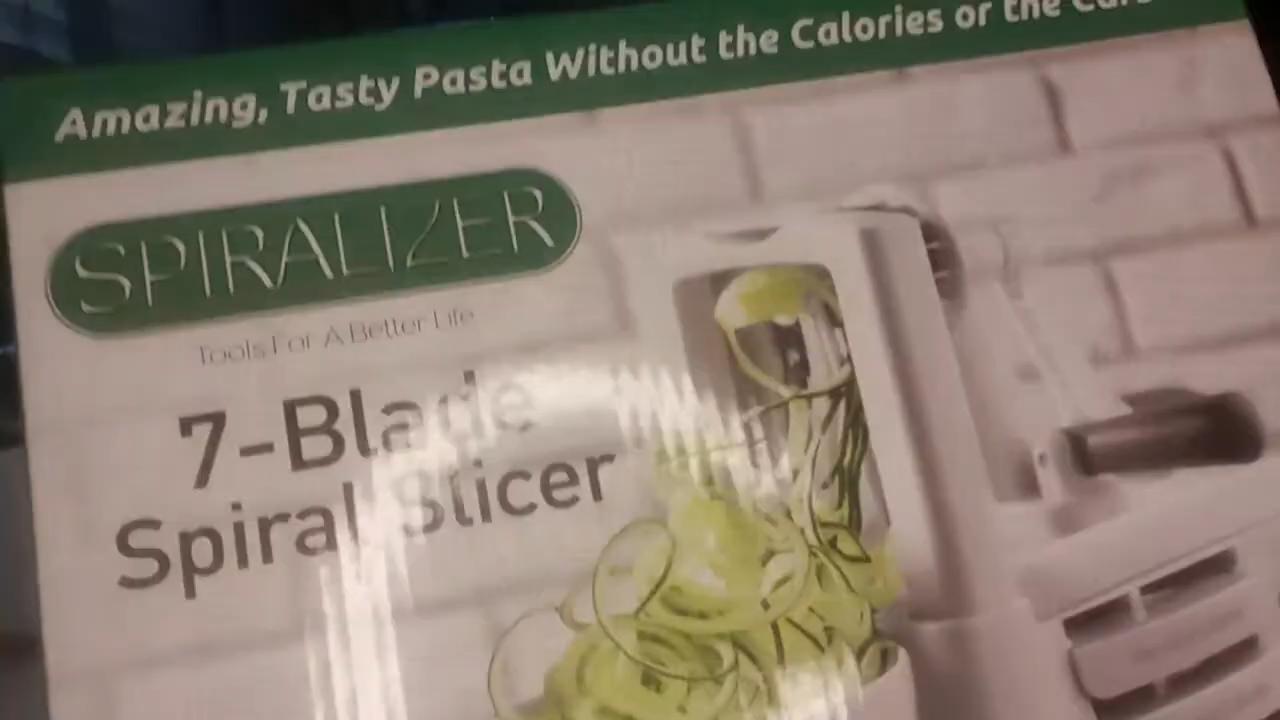 Amazing, Tasty Pasta Without the Calories or the
SPIRALIZER
Tools For A Better Life
7-Blade
Spiral Slicer